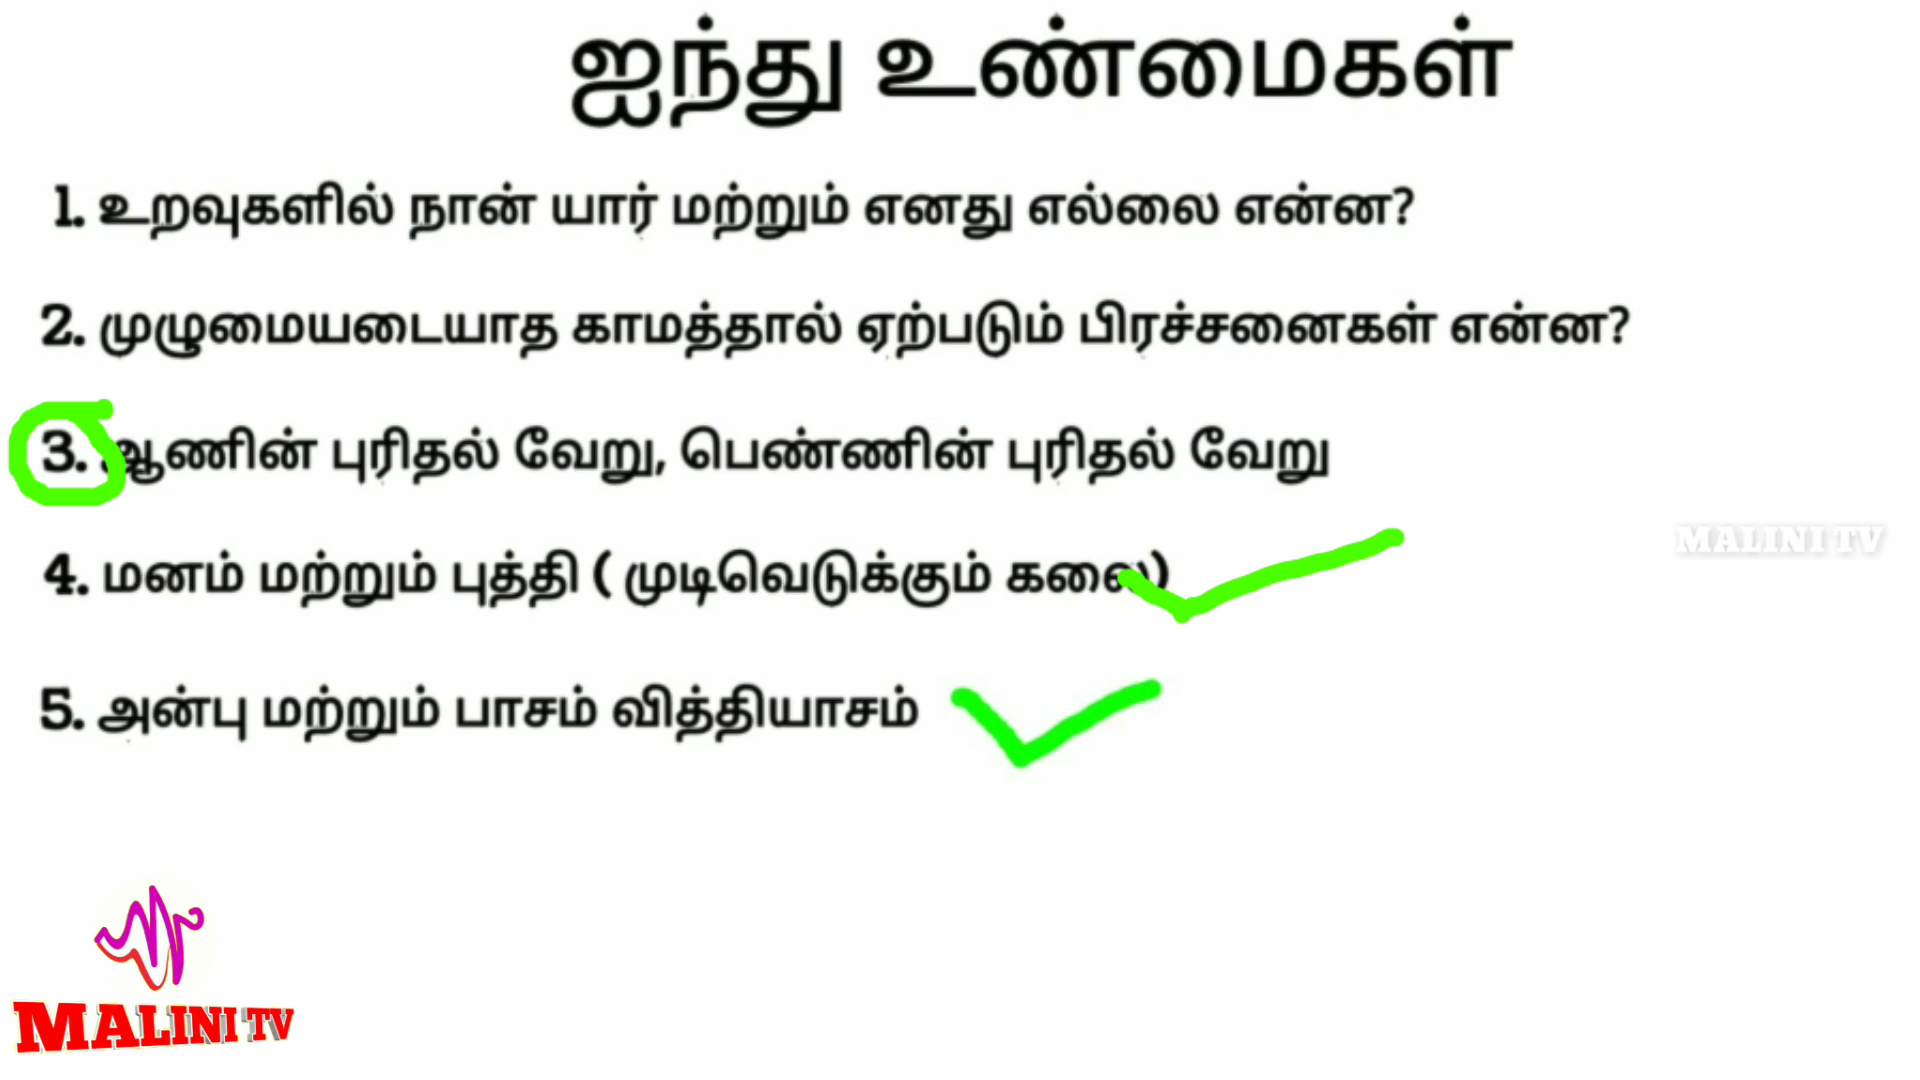 ஐந்து உண்மைகள்
1. உறவுகளில் நான் யார் மற்றும் எனது எல்லை என்ன?
2. முழுமையடையாத காமத்தால் ஏற்படும் பிரச்சனைகள் என்ன?
3. ஆணின் புரிதல் வேறு, பெண்ணின் புரிதல் வேறு
4. மனம் மற்றும் புத்தி ( முடிவெடுக்கும் கலை)
MALINI TV
5. அன்பு மற்றும் பாசம் வித்தியாசம்
MALINI TV